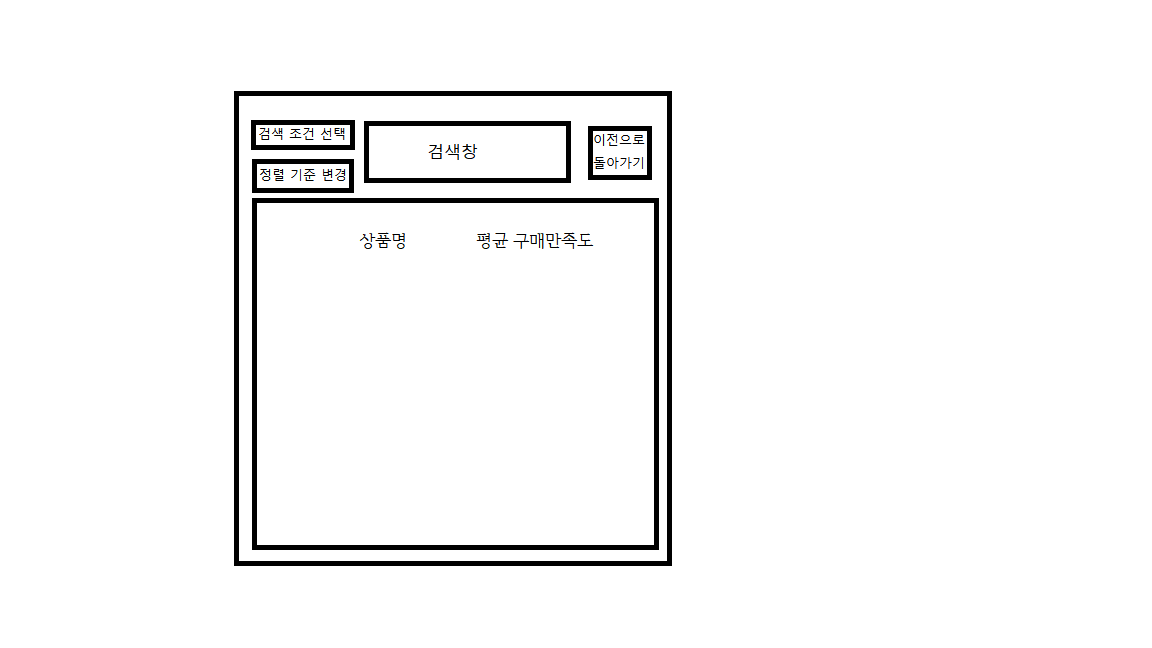 검색 조건 선택
정렬 기준 변경
검색창
이전으로
돌아가기
상품명 평균 구매만족도